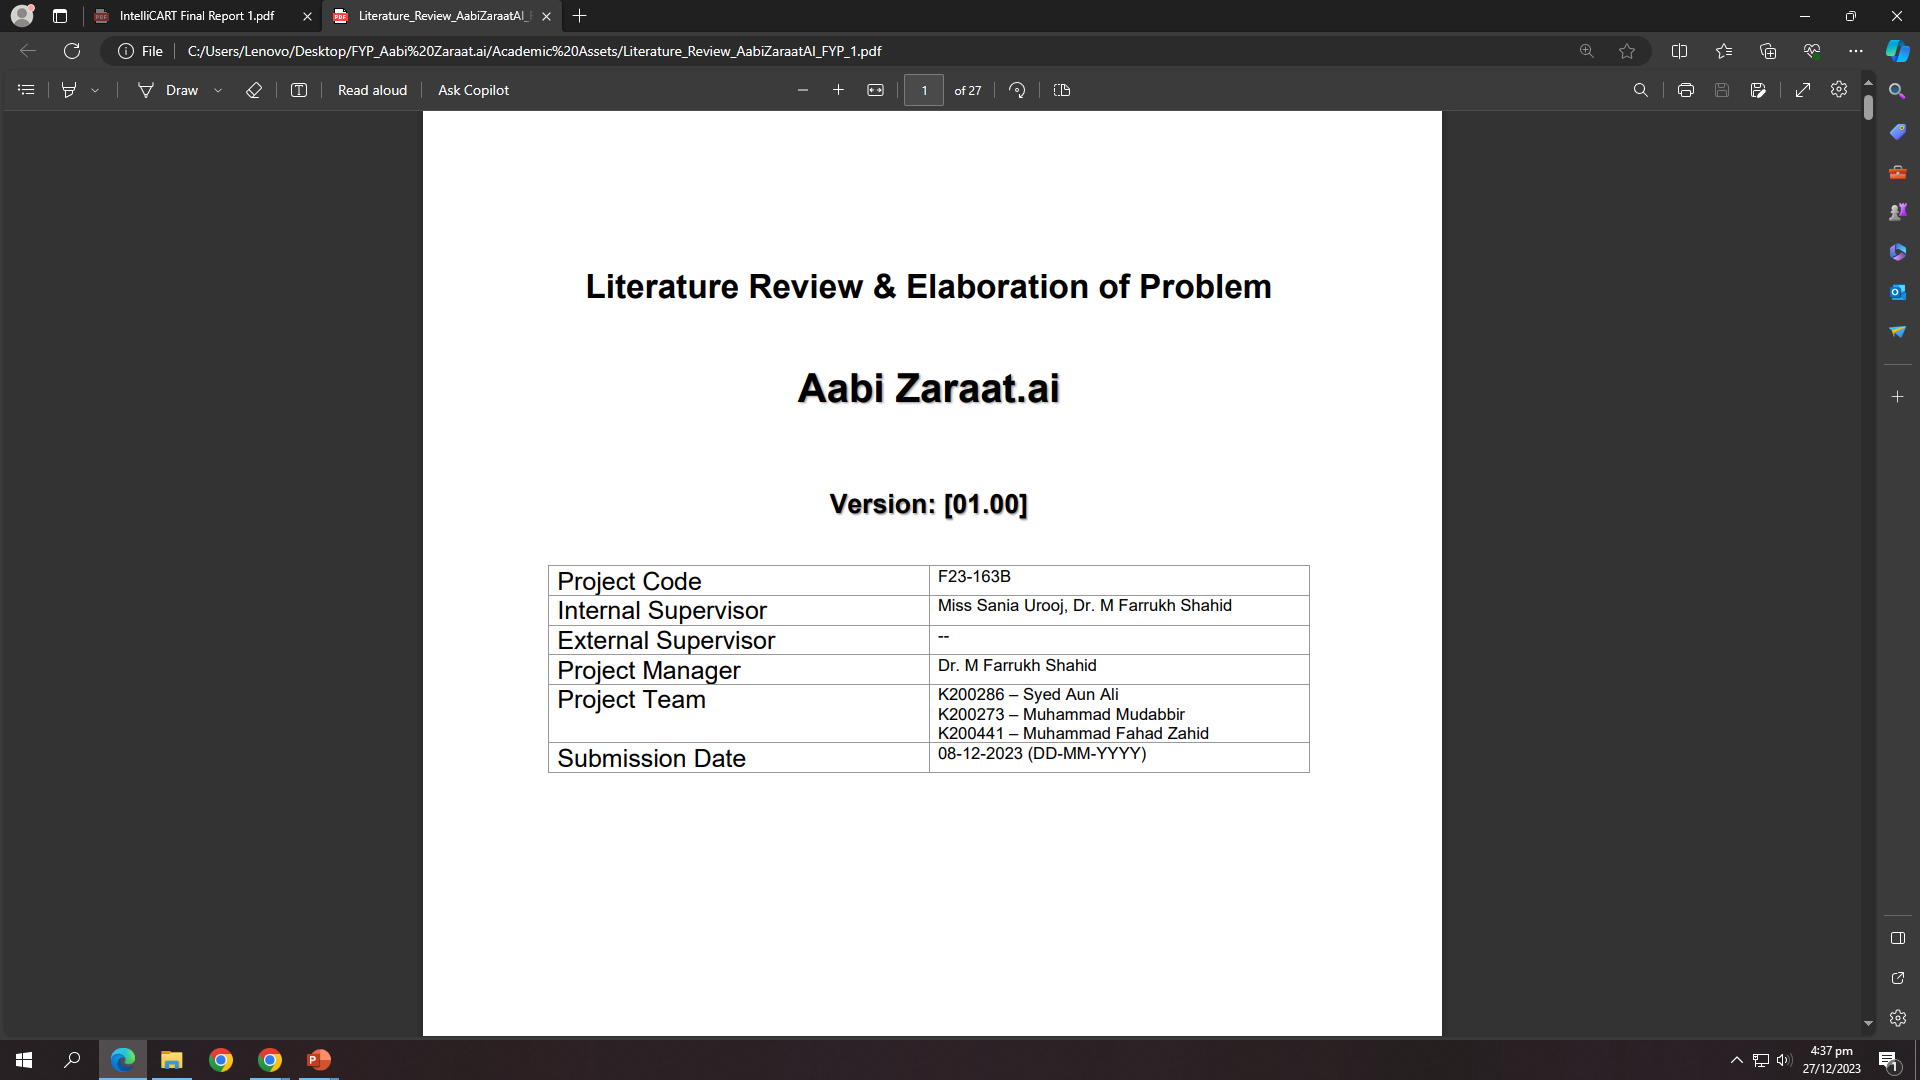 IntelliCART Final Report 1.pdf
Literature_Review_AabiZaraatAI_F
File
C:/Users/Lenovo/Desktop/FYP_Aabi%20Zaraat.ai/Academic%20Assets/Literature_Review_AabiZaraatAI_FYP_1.pdf
Draw
Read aloud
Ask Copilot
1
of 27
Literature Review & Elaboration of Problem
Aabi Zaraat.ai
Version: [01.00]
Project Code F23-163B
Internal Supervisor Miss Sania Urooj, Dr. M Farrukh Shahid
External Supervisor --
Project Manager Dr. M Farrukh Shahid
Project Team K200286 – Syed Aun Ali
K200273 – Muhammad Mudabbir
K200441 – Muhammad Fahad Zahid
Submission Date 08-12-2023 (DD-MM-YYYY)
4:37 pm
27/12/2023
1